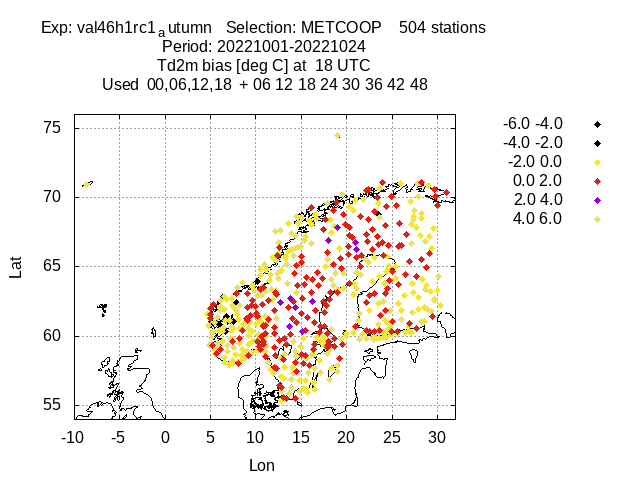 Exp: val46h1rc1autumn Selection: METCOOP 504 stations
Period: 20221001-20221024
Td2m bias [deg C] at 18 UTC
Used 00,06,12,18 + 06 12 18 24 30 36 42 48
-6.0 -4.0
-4.0 -2.0
-2.0 0.0
0.0 2.0
2.0 4.0
4.0 6.0
75
70
65
60
55
Lat
-10 -5 0 5 10 15 20 25 30
Lon